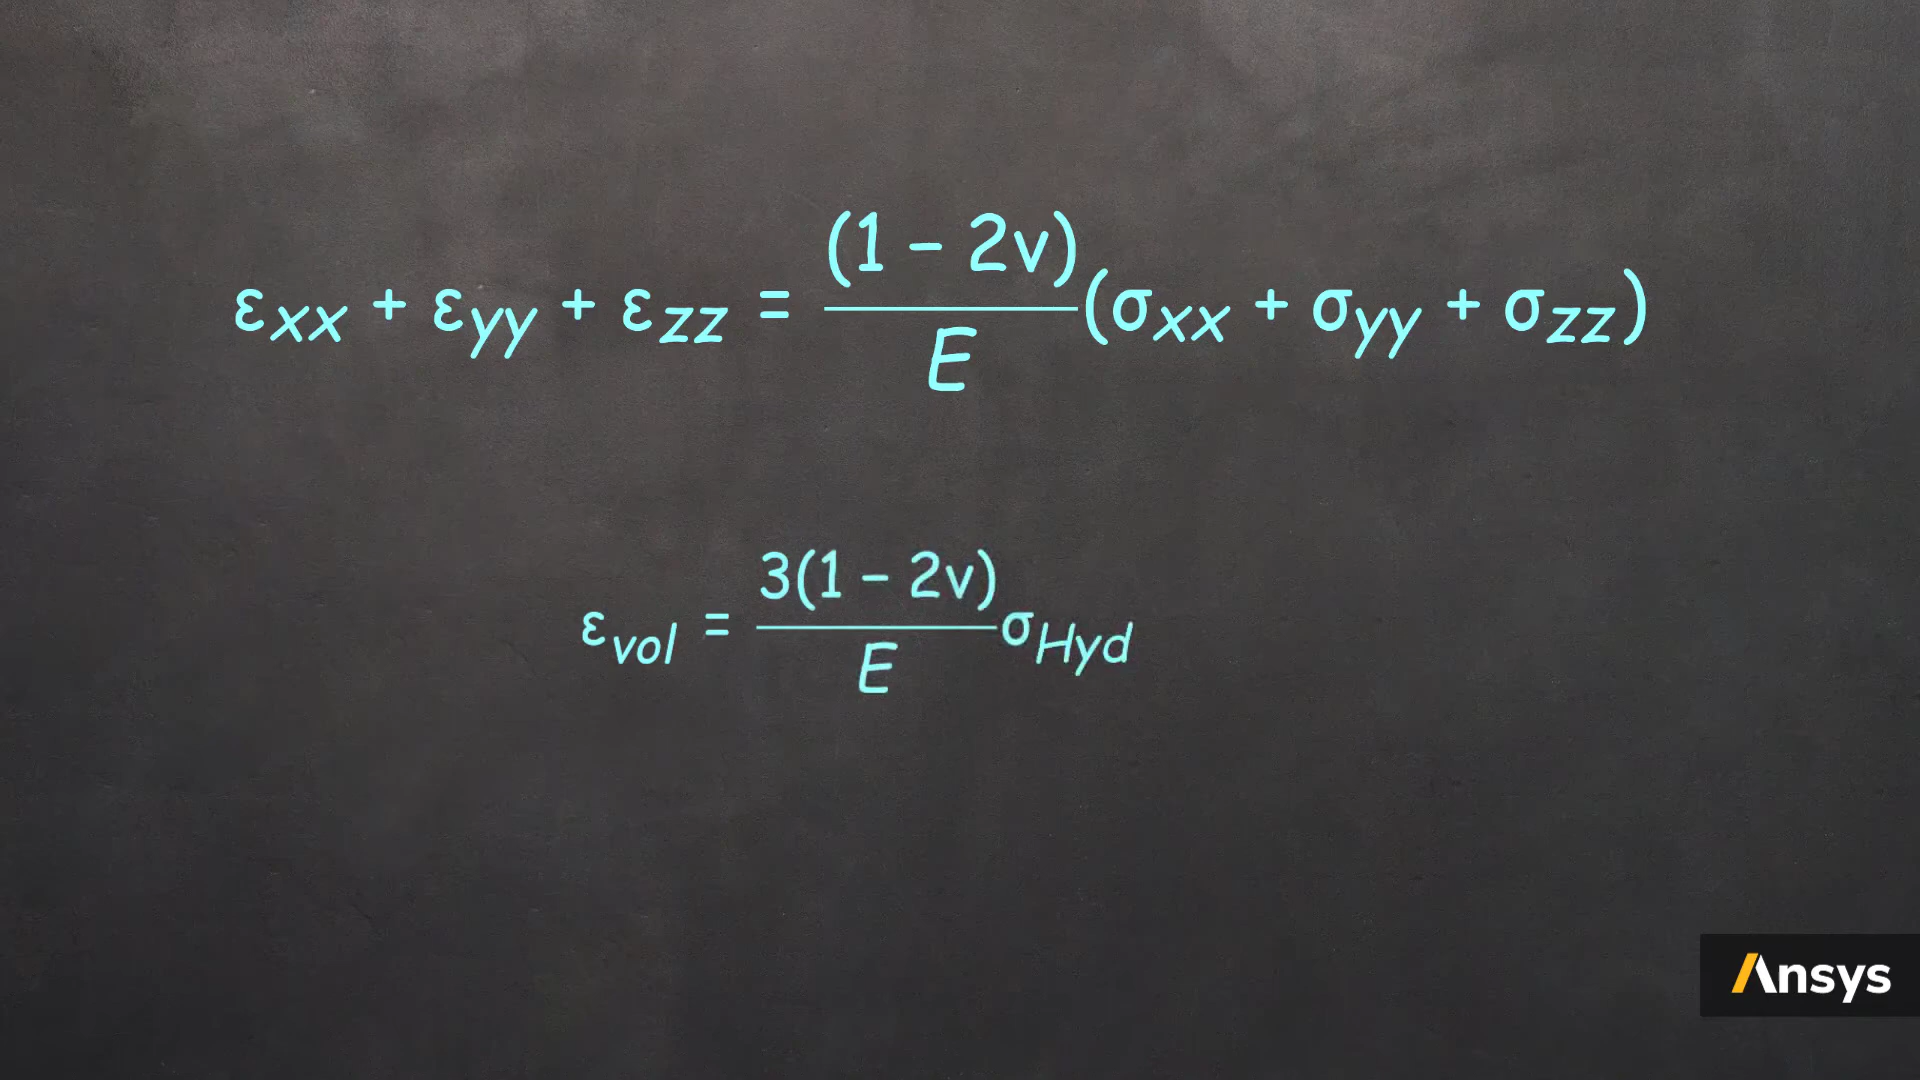 εxx + εyy + εzz = (1 − 2v)/E (σxx + σyy + σzz)
εvol = 3(1 − 2v)/E σHyd
Ansys